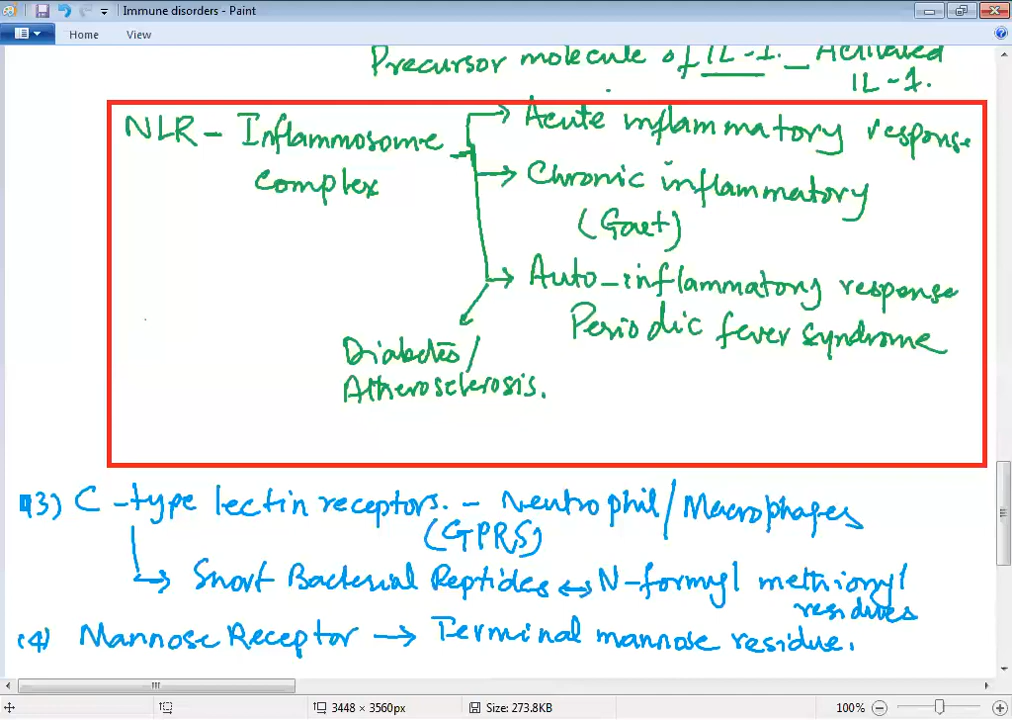 Immune disorders - Paint
Home View
Precursor molecule of IL-1. _ Activated
IL-1.
NLR - Inflammosome
complex
Acute inflammatory response
Chronic inflammatory
(Gout)
Auto-inflammatory response
Periodic fever syndrome
Diabetes/
Atherosclerosis.
(3) C-type lectin receptors. - Neutrophil/Macrophages
(GPRS)
Short Bacterial Reptides ↔ N-formyl methionyl
residues
(4) Mannose Receptor → Terminal mannose residue.
3448 × 3560px Size: 273.8KB 100%